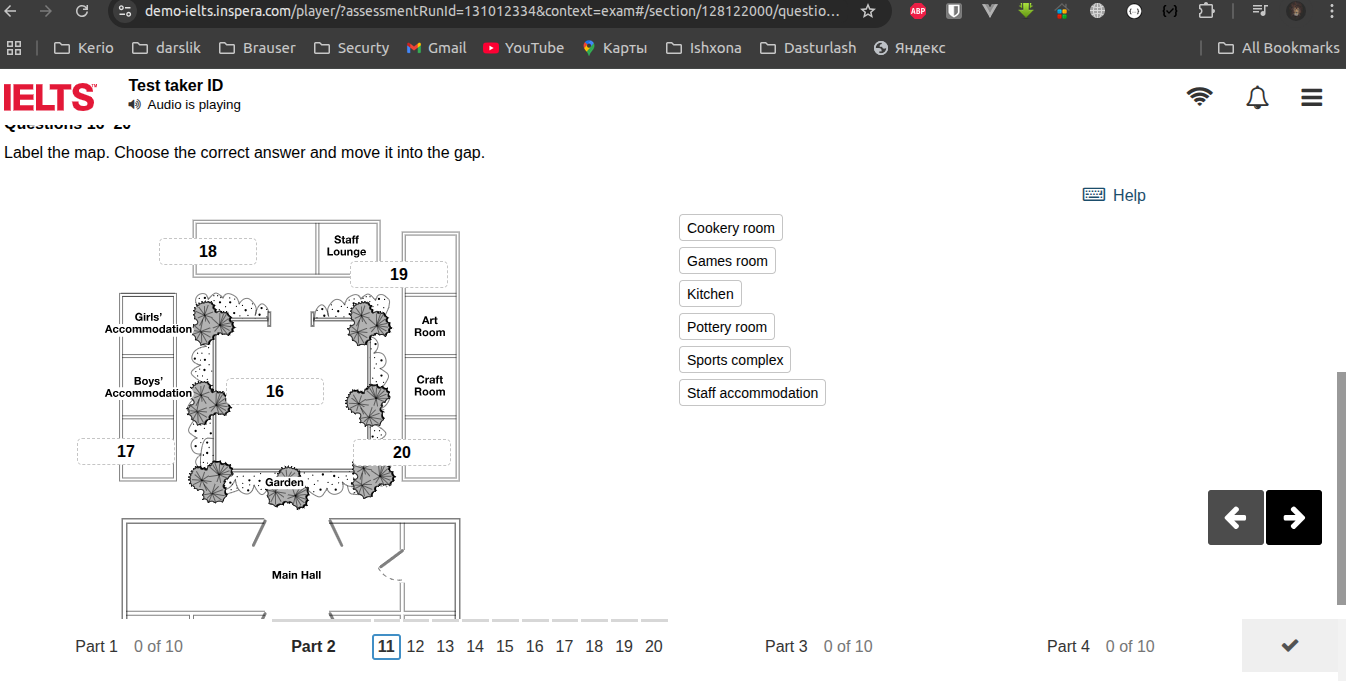 demo-ielts.inspera.com/player/?assessmentRunId=131012334&context=exam#/section/128122000/questio...
ABP
Kerio darslik Brauser Securty Gmail YouTube Карты Ishxona Dasturlash Яндекс All Bookmarks
IELTS™
Test taker ID
Audio is playing
Questions 16–20
Label the map. Choose the correct answer and move it into the gap.
Help
18
Staff
Lounge
19
Girls'
Accommodation
Art
Room
Boys'
Accommodation
16
Craft
Room
17
20
Garden
Main Hall
Cookery room
Games room
Kitchen
Pottery room
Sports complex
Staff accommodation
Part 1 0 of 10 Part 2 11 12 13 14 15 16 17 18 19 20 Part 3 0 of 10 Part 4 0 of 10